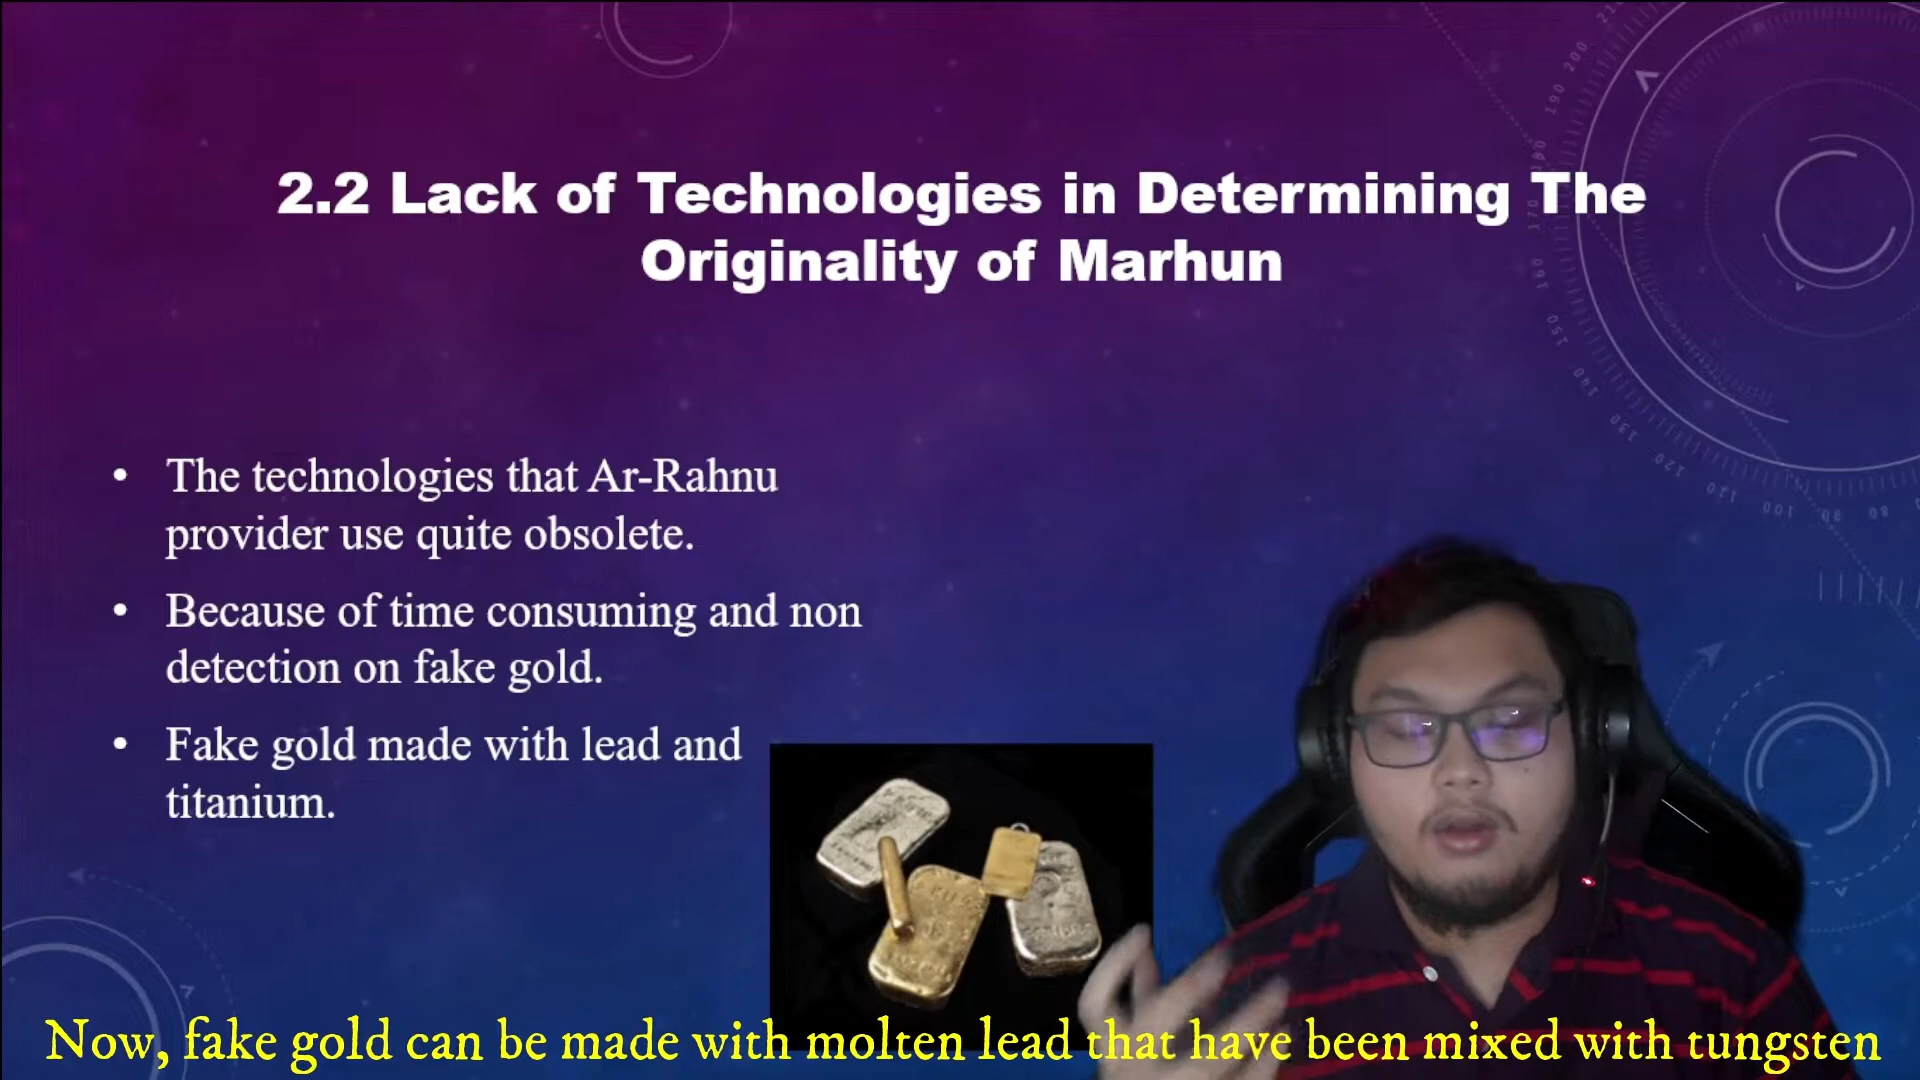 2.2 Lack of Technologies in Determining The
Originality of Marhun
• The technologies that Ar-Rahnu
provider use quite obsolete.
• Because of time consuming and non
detection on fake gold.
• Fake gold made with lead and
titanium.
Now, fake gold can be made with molten lead that have been mixed with tungsten